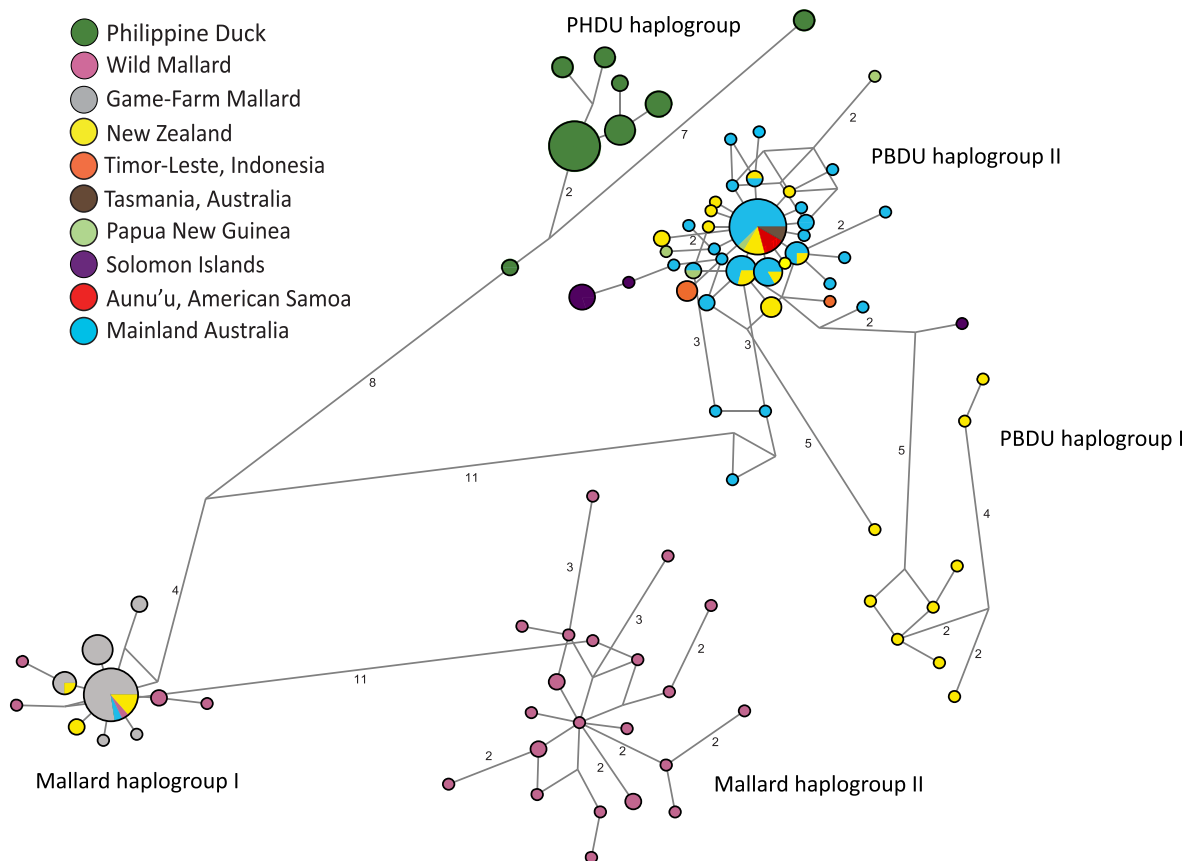 PHDU haplogroup
Philippine Duck
Wild Mallard
Game-Farm Mallard
New Zealand
Timor-Leste, Indonesia
Tasmania, Australia
Papua New Guinea
Solomon Islands
Aunu’u, American Samoa
Mainland Australia
2
7
2
PBDU haplogroup II
2
2
2
3
3
8
5
5
PBDU haplogroup I
11
4
3
4
3
2
2
2
11
2
2
2
2
Mallard haplogroup I
Mallard haplogroup II